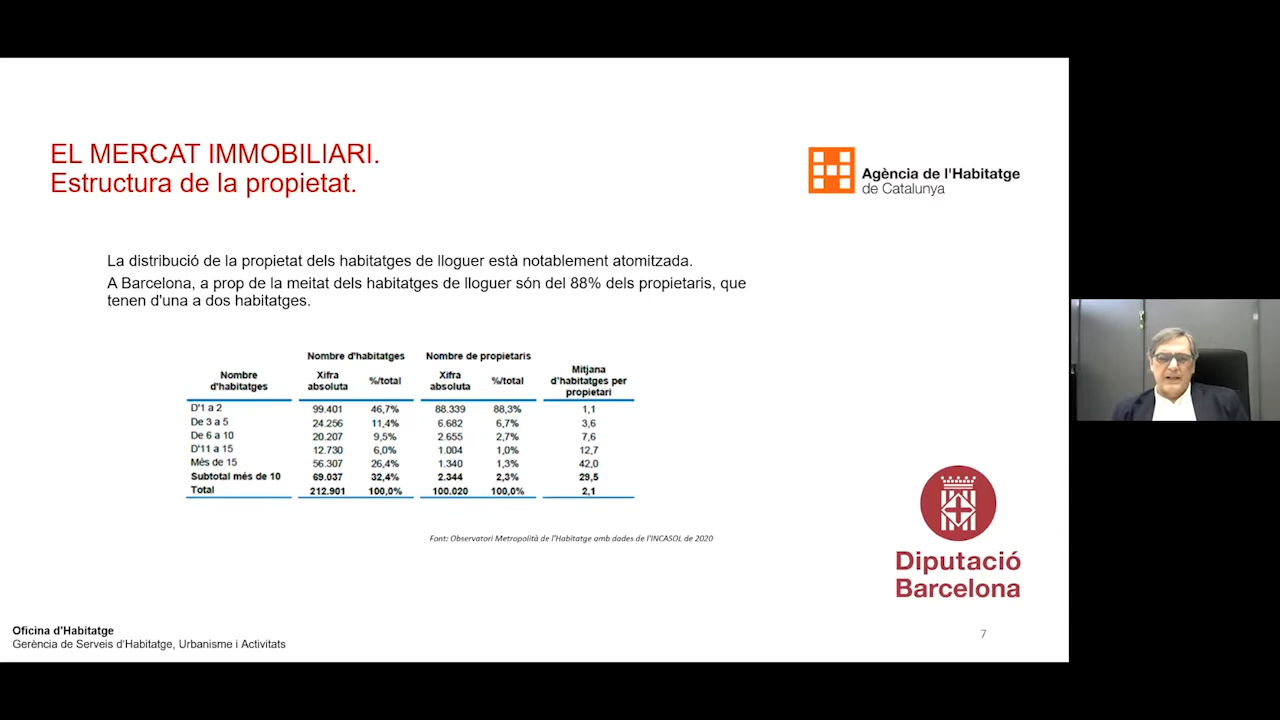 EL MERCAT IMMOBILIARI.
Estructura de la propietat.
Agència de l'Habitatge
de Catalunya
La distribució de la propietat dels habitatges de lloguer està notablement atomitzada.
A Barcelona, a prop de la meitat dels habitatges de lloguer són del 88% dels propietaris, que
tenen d'una a dos habitatges.
Nombre d'habitatges Nombre de propietaris
Nombre d'habitatges Xifra absoluta %/total Xifra absoluta %/total Mitjana d'habitatges per propietari
D'1 a 2 99.401 46,7% 88.339 88,3% 1,1
De 3 a 5 24.256 11,4% 6.682 6,7% 3,6
De 6 a 10 20.207 9,5% 2.655 2,7% 7,6
D'11 a 15 12.730 6,0% 1.004 1,0% 12,7
Més de 15 56.307 26,4% 1.340 1,3% 42,0
Subtotal més de 10 69.037 32,4% 2.344 2,3% 29,5
Total 212.901 100,0% 100.020 100,0% 2,1
Font: Observatori Metropolità de l'Habitatge amb dades de l'INCASOL de 2020
Diputació
Barcelona
Oficina d'Habitatge
Gerència de Serveis d'Habitatge, Urbanisme i Activitats
7